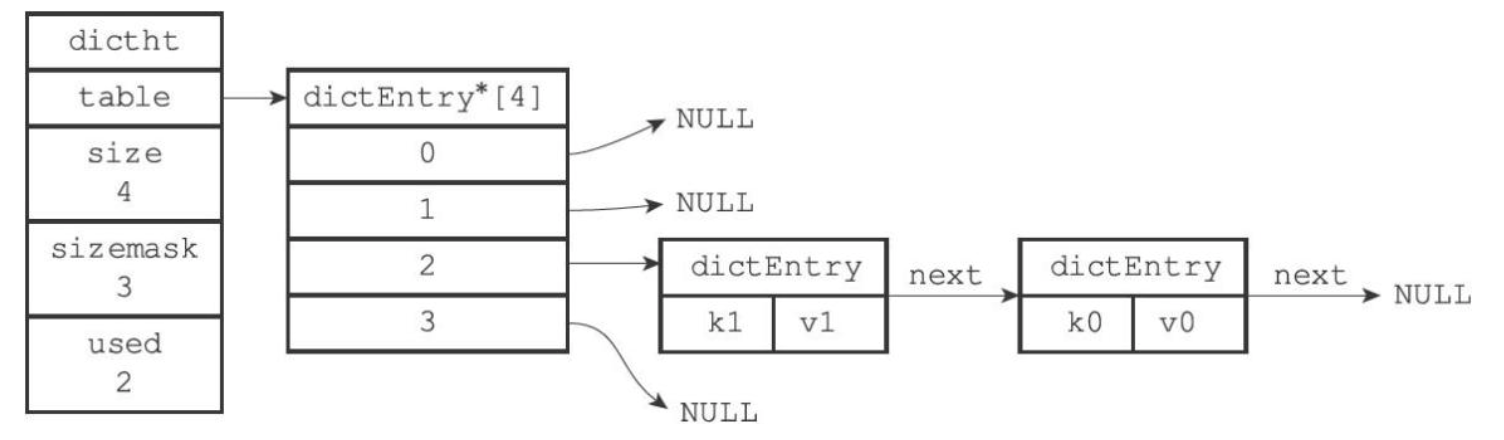 dictht
table
size
4
sizemask
3
used
2
dictEntry*[4]
0
1
2
3
NULL
NULL
dictEntry
k1
v1
next
dictEntry
k0
v0
next
NULL
NULL